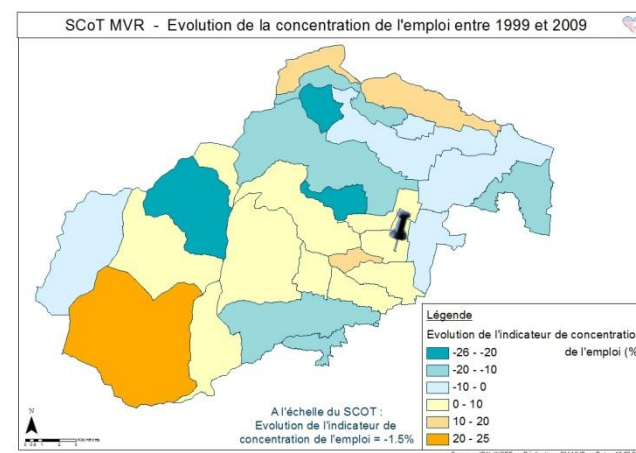 SCoT MVR - Evolution de la concentration de l'emploi entre 1999 et 2009
Légende
Evolution de l'indicateur de concentration
de l'emploi (%
-26 - -20
-20 - -10
-10 - 0
0 - 10
10 - 20
20 - 25
A l'échelle du SCOT :
Evolution de l'indicateur de
concentration de l'emploi = -1.5%
N